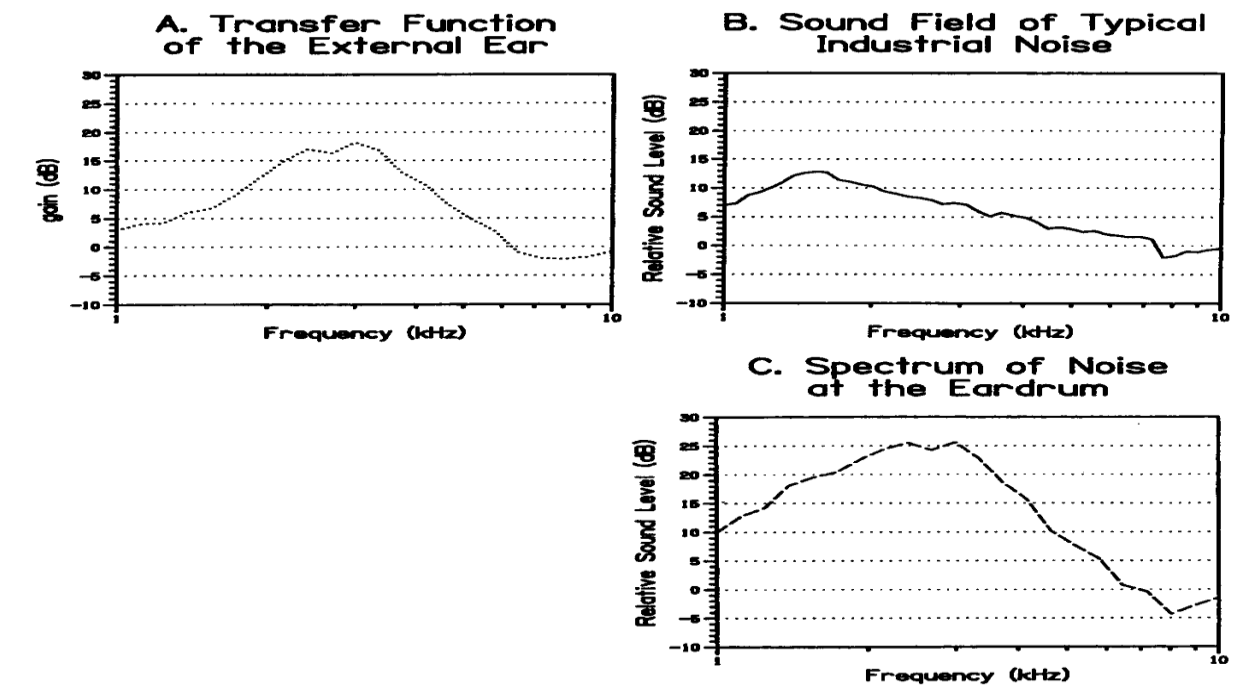 A. Transfer Function
of the External Ear
30
25
20
15
10
5
0
-5
-10
gain (dB)
1
10
Frequency (kHz)
B. Sound Field of Typical
Industrial Noise
30
25
20
15
10
5
0
-5
-10
Relative Sound Level (dB)
1
10
Frequency (kHz)
C. Spectrum of Noise
at the Eardrum
30
25
20
15
10
5
0
-5
-10
Relative Sound Level (dB)
1
10
Frequency (kHz)